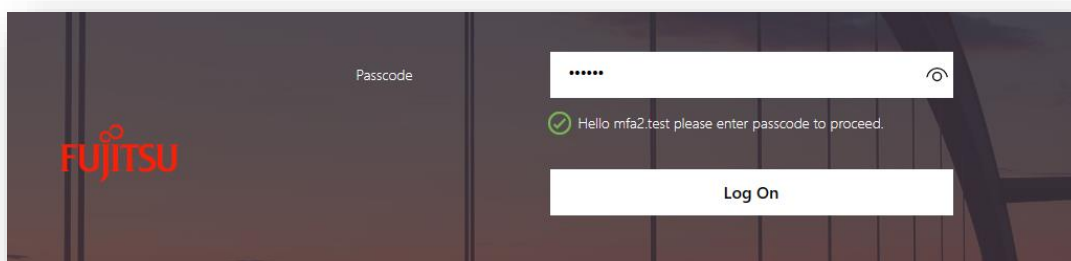 Passcode
••••••
Hello mfa2.test please enter passcode to proceed.
FUJITSU
Log On